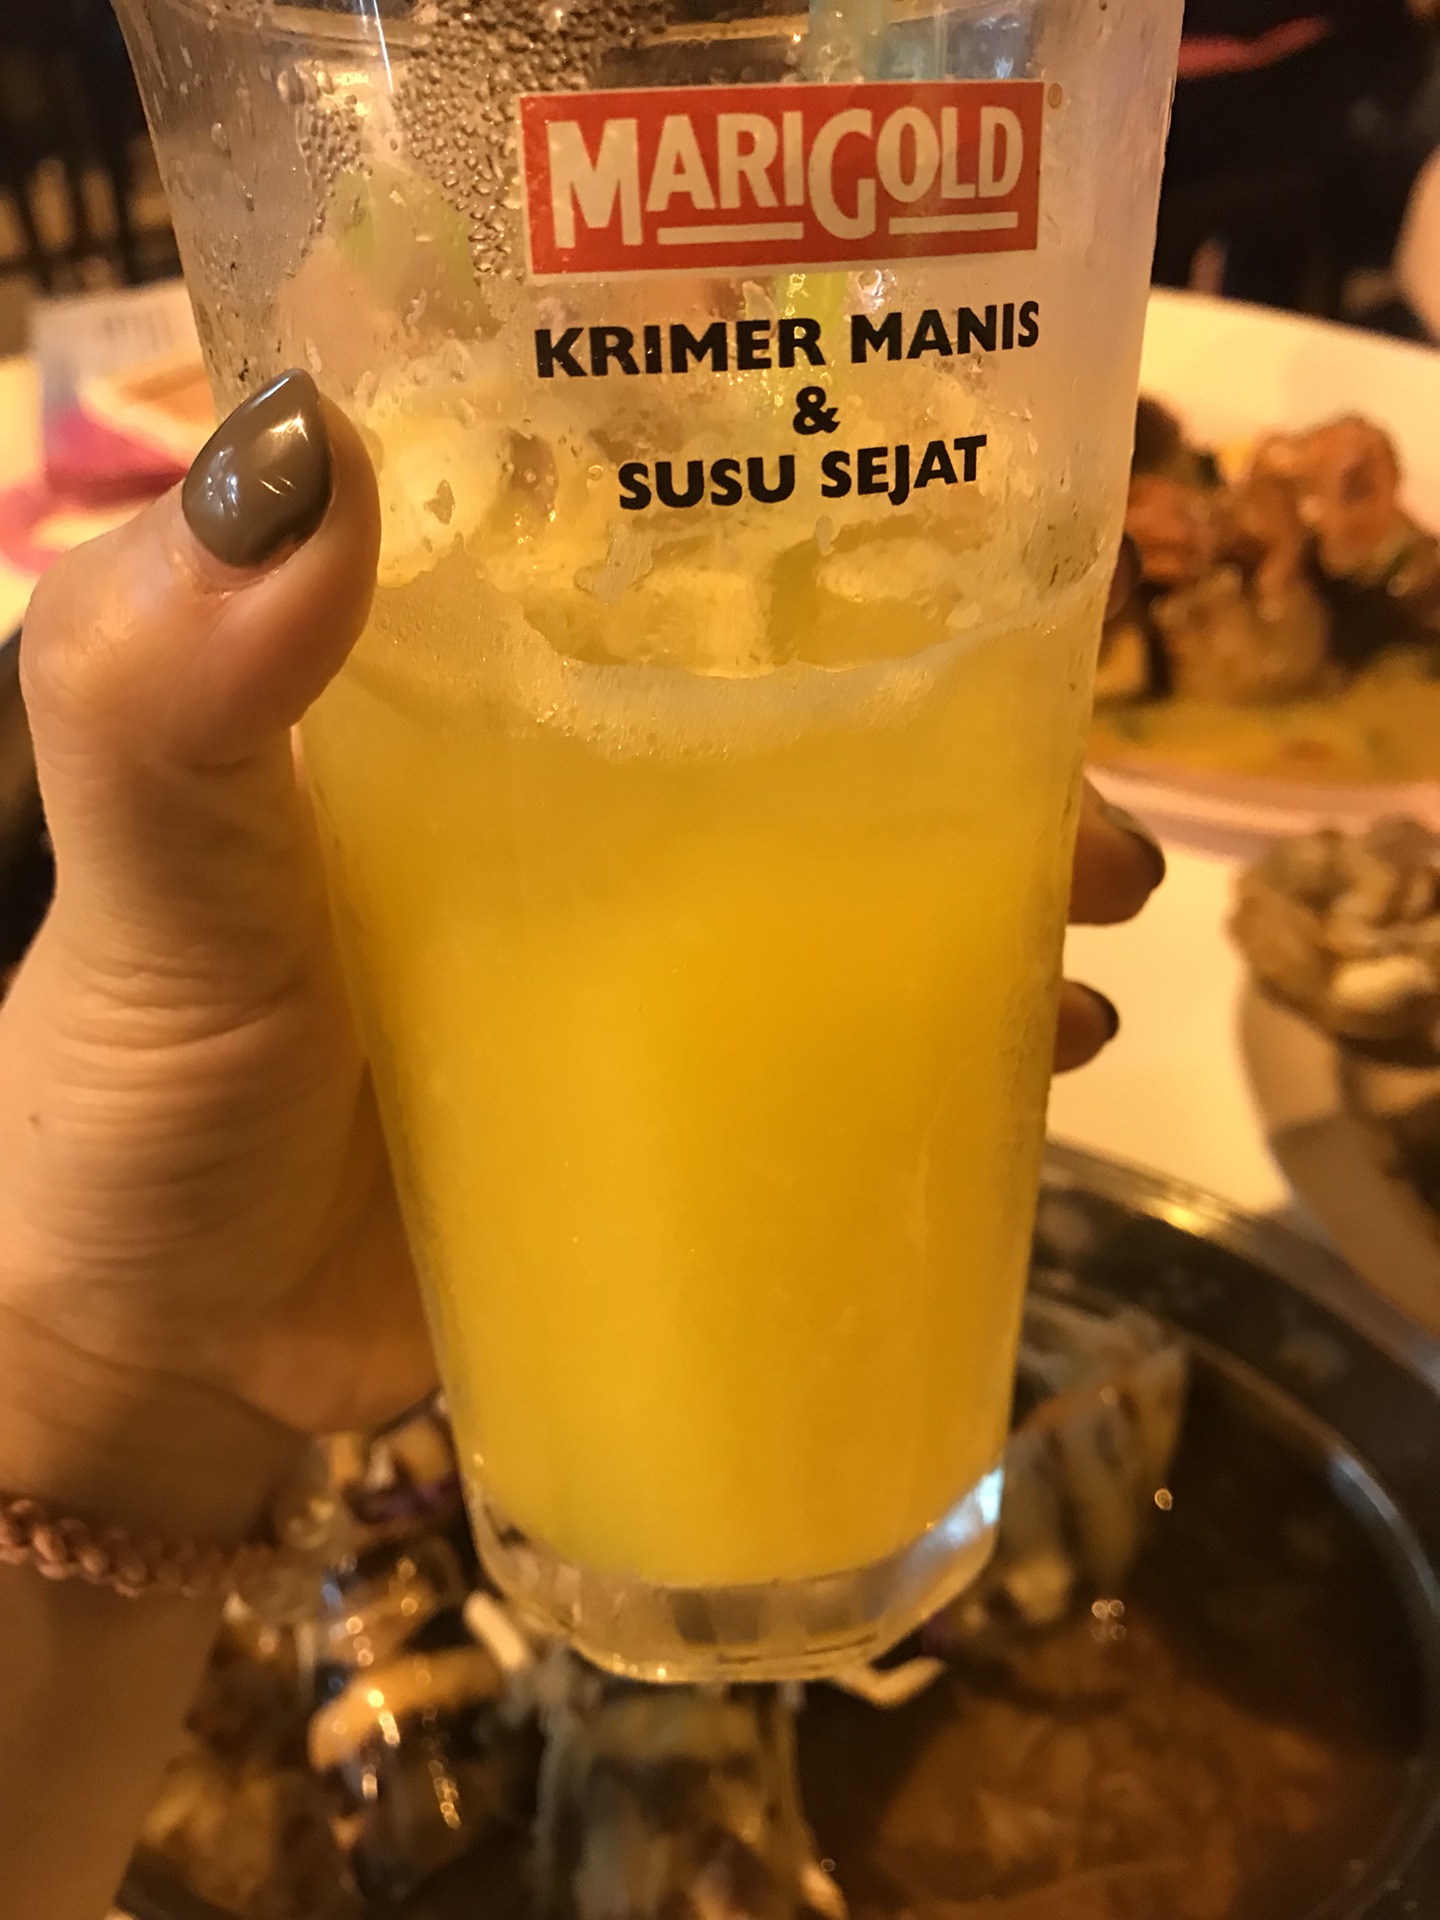 MARIGOLD ®
KRIMER MANIS
&
SUSU SEJAT